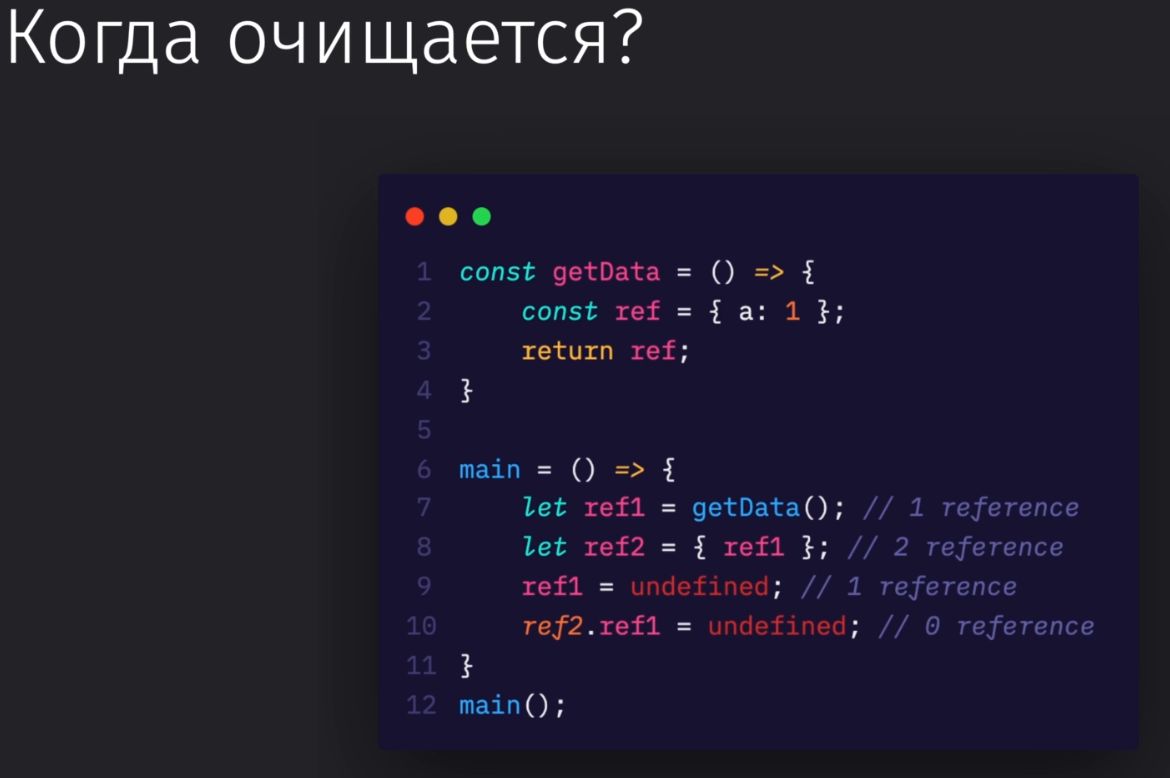 Когда очищается?
1 const getData = () => {
2     const ref = { a: 1 };
3     return ref;
4 }
5
6 main = () => {
7     let ref1 = getData(); // 1 reference
8     let ref2 = { ref1 }; // 2 reference
9     ref1 = undefined; // 1 reference
10     ref2.ref1 = undefined; // 0 reference
11 }
12 main();